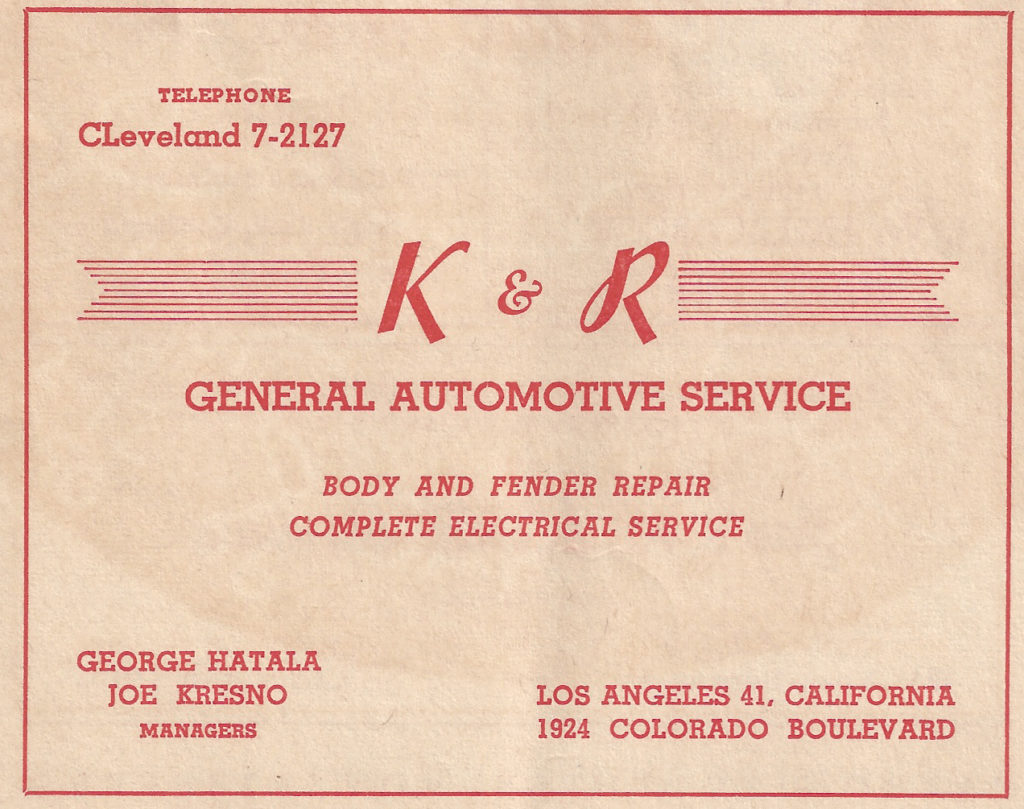 TELEPHONE
CLeveland 7-2127
K & R
GENERAL AUTOMOTIVE SERVICE
BODY AND FENDER REPAIR
COMPLETE ELECTRICAL SERVICE
GEORGE HATALA
JOE KRESNO
MANAGERS
LOS ANGELES 41, CALIFORNIA
1924 COLORADO BOULEVARD